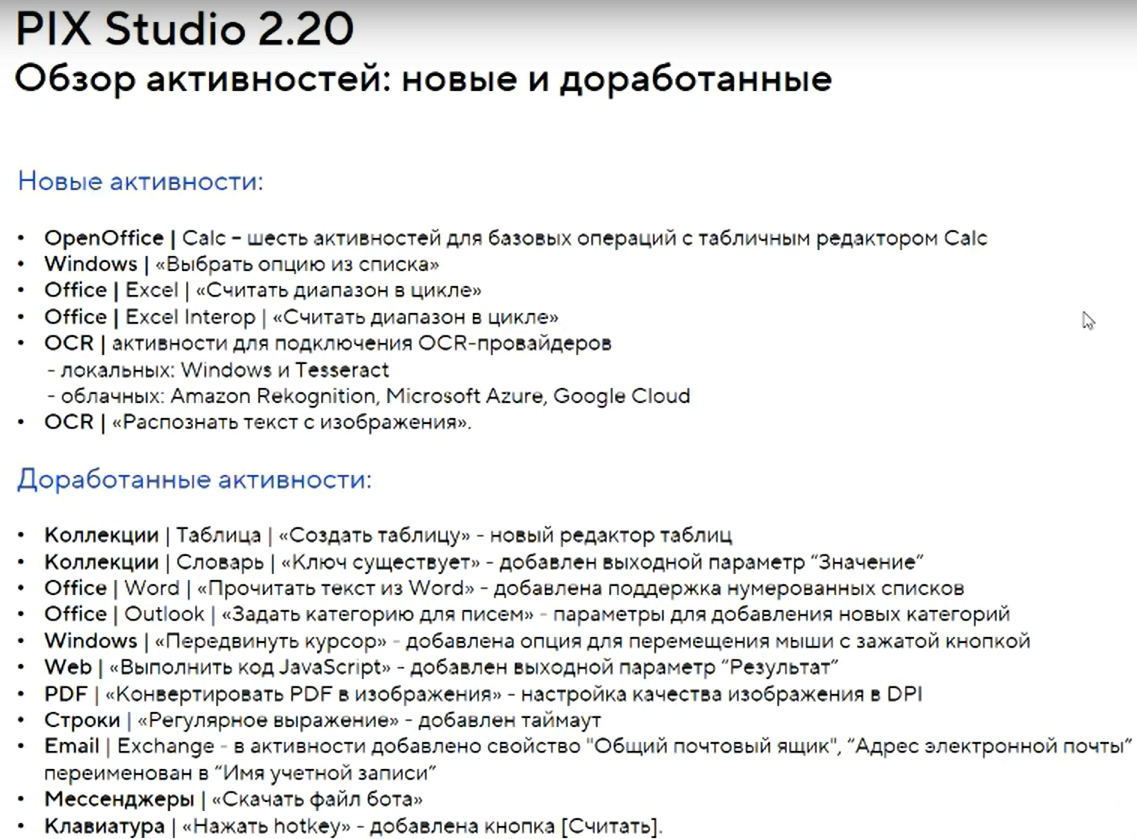 PIX Studio 2.20
Обзор активностей: новые и доработанные
Новые активности:
• OpenOffice | Calc – шесть активностей для базовых операций с табличным редактором Calc
• Windows | «Выбрать опцию из списка»
• Office | Excel | «Считать диапазон в цикле»
• Office | Excel Interop | «Считать диапазон в цикле»
• OCR | активности для подключения OCR-провайдеров
- локальных: Windows и Tesseract
- облачных: Amazon Rekognition, Microsoft Azure, Google Cloud
• OCR | «Распознать текст с изображения».
Доработанные активности:
• Коллекции | Таблица | «Создать таблицу» - новый редактор таблиц
• Коллекции | Словарь | «Ключ существует» - добавлен выходной параметр “Значение”
• Office | Word | «Прочитать текст из Word» - добавлена поддержка нумерованных списков
• Office | Outlook | «Задать категорию для писем» - параметры для добавления новых категорий
• Windows | «Передвинуть курсор» - добавлена опция для перемещения мыши с зажатой кнопкой
• Web | «Выполнить код JavaScript» - добавлен выходной параметр “Результат”
• PDF | «Конвертировать PDF в изображения» - настройка качества изображения в DPI
• Строки | «Регулярное выражение» - добавлен таймаут
• Email | Exchange - в активности добавлено свойство "Общий почтовый ящик", “Адрес электронной почты”
переименован в “Имя учетной записи”
• Мессенджеры | «Скачать файл бота»
• Клавиатура | «Нажать hotkey» - добавлена кнопка [Считать].